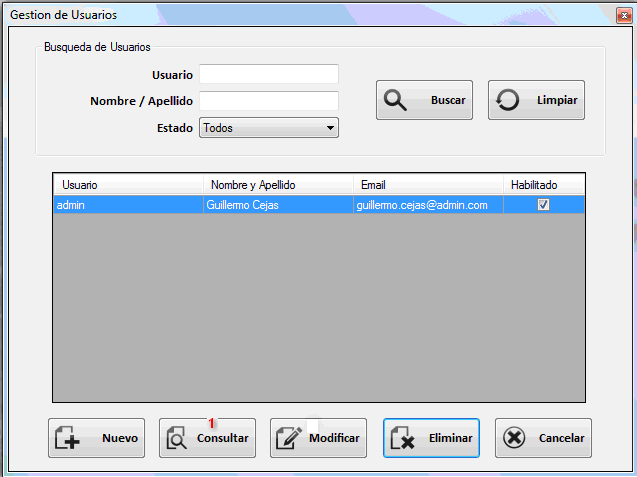 Gestion de Usuarios
Busqueda de Usuarios
Usuario
Nombre / Apellido
Estado Todos
Buscar
Limpiar
Usuario Nombre y Apellido Email Habilitado
admin Guillermo Cejas guillermo.cejas@admin.com
1
Nuevo Consultar Modificar Eliminar Cancelar